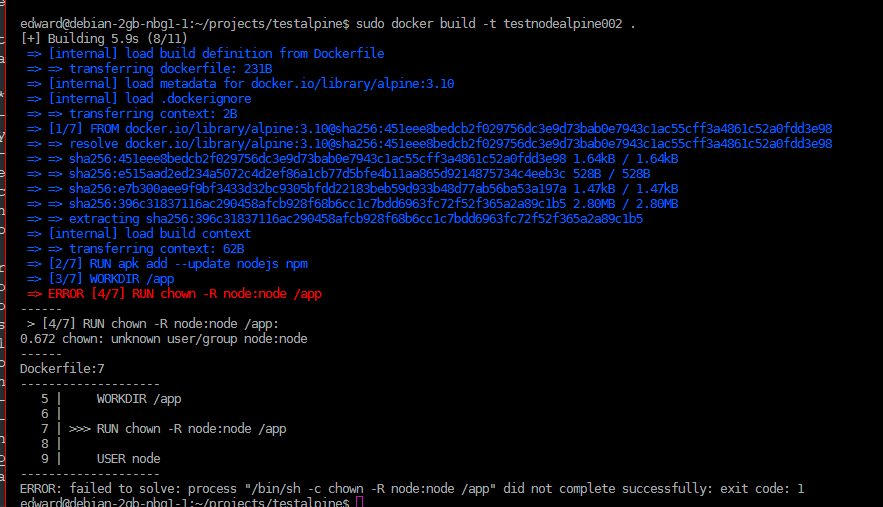 edward@debian-2gb-nbg1-1:~/projects/testalpine$ sudo docker build -t testnodealpine002 .
[+] Building 5.9s (8/11)
=> [internal] load build definition from Dockerfile
=> => transferring dockerfile: 231B
=> [internal] load metadata for docker.io/library/alpine:3.10
=> [internal] load .dockerignore
=> => transferring context: 2B
=> [1/7] FROM docker.io/library/alpine:3.10@sha256:451eee8bedcb2f029756dc3e9d73bab0e7943c1ac55cff3a4861c52a0fdd3e98
=> => resolve docker.io/library/alpine:3.10@sha256:451eee8bedcb2f029756dc3e9d73bab0e7943c1ac55cff3a4861c52a0fdd3e98
=> => sha256:451eee8bedcb2f029756dc3e9d73bab0e7943c1ac55cff3a4861c52a0fdd3e98 1.64kB / 1.64kB
=> => sha256:e515aad2ed234a5072c4d2ef86a1cb77d5bfe4b11aa865d9214875734c4eeb3c 528B / 528B
=> => sha256:e7b300aee9f9bf3433d32bc9305bfdd22183beb59d933b48d77ab56ba53a197a 1.47kB / 1.47kB
=> => sha256:396c31837116ac290458afcb928f68b6cc1c7bdd6963fc72f52f365a2a89c1b5 2.80MB / 2.80MB
=> => extracting sha256:396c31837116ac290458afcb928f68b6cc1c7bdd6963fc72f52f365a2a89c1b5
=> [internal] load build context
=> => transferring context: 62B
=> [2/7] RUN apk add --update nodejs npm
=> [3/7] WORKDIR /app
=> ERROR [4/7] RUN chown -R node:node /app
------
> [4/7] RUN chown -R node:node /app:
0.672 chown: unknown user/group node:node
------
Dockerfile:7
--------------------
5 |     WORKDIR /app
6 |
7 | >>> RUN chown -R node:node /app
8 |
9 |     USER node
--------------------
ERROR: failed to solve: process "/bin/sh -c chown -R node:node /app" did not complete successfully: exit code: 1
edward@debian-2gb-nbg1-1:~/projects/testalpine$